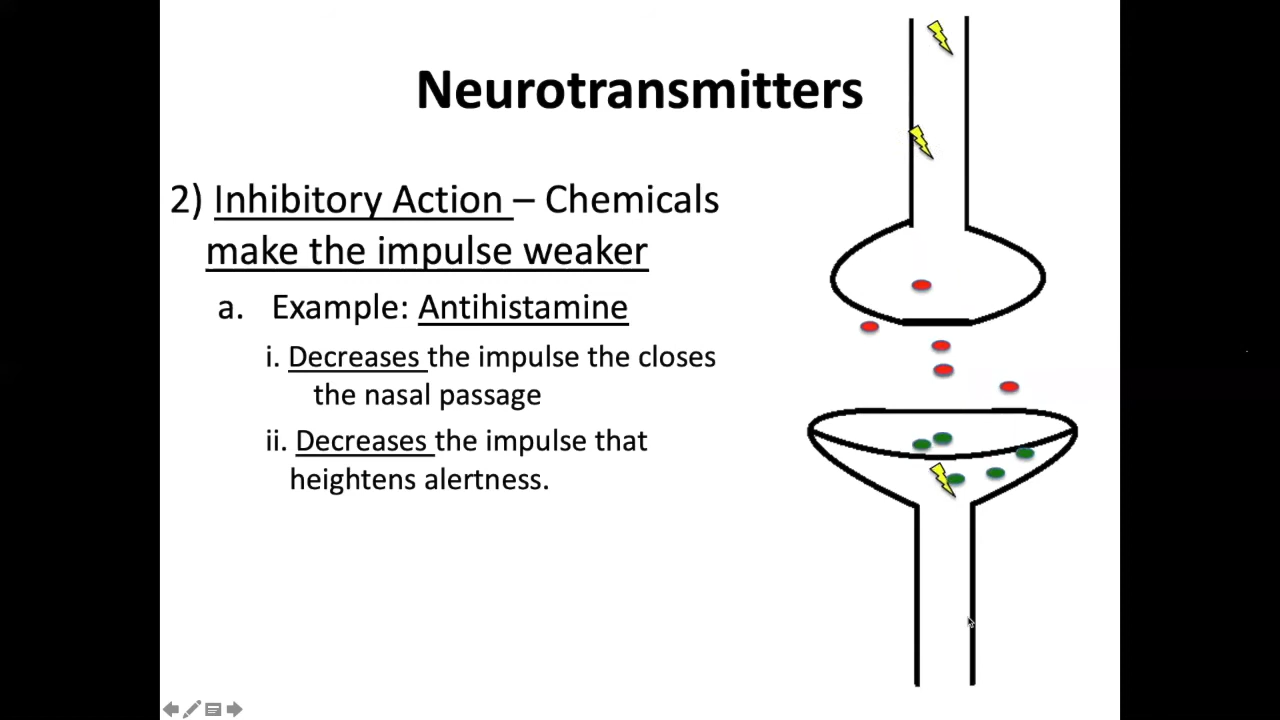 Neurotransmitters
2) Inhibitory Action – Chemicals
make the impulse weaker
a. Example: Antihistamine
i. Decreases the impulse the closes
the nasal passage
ii. Decreases the impulse that
heightens alertness.